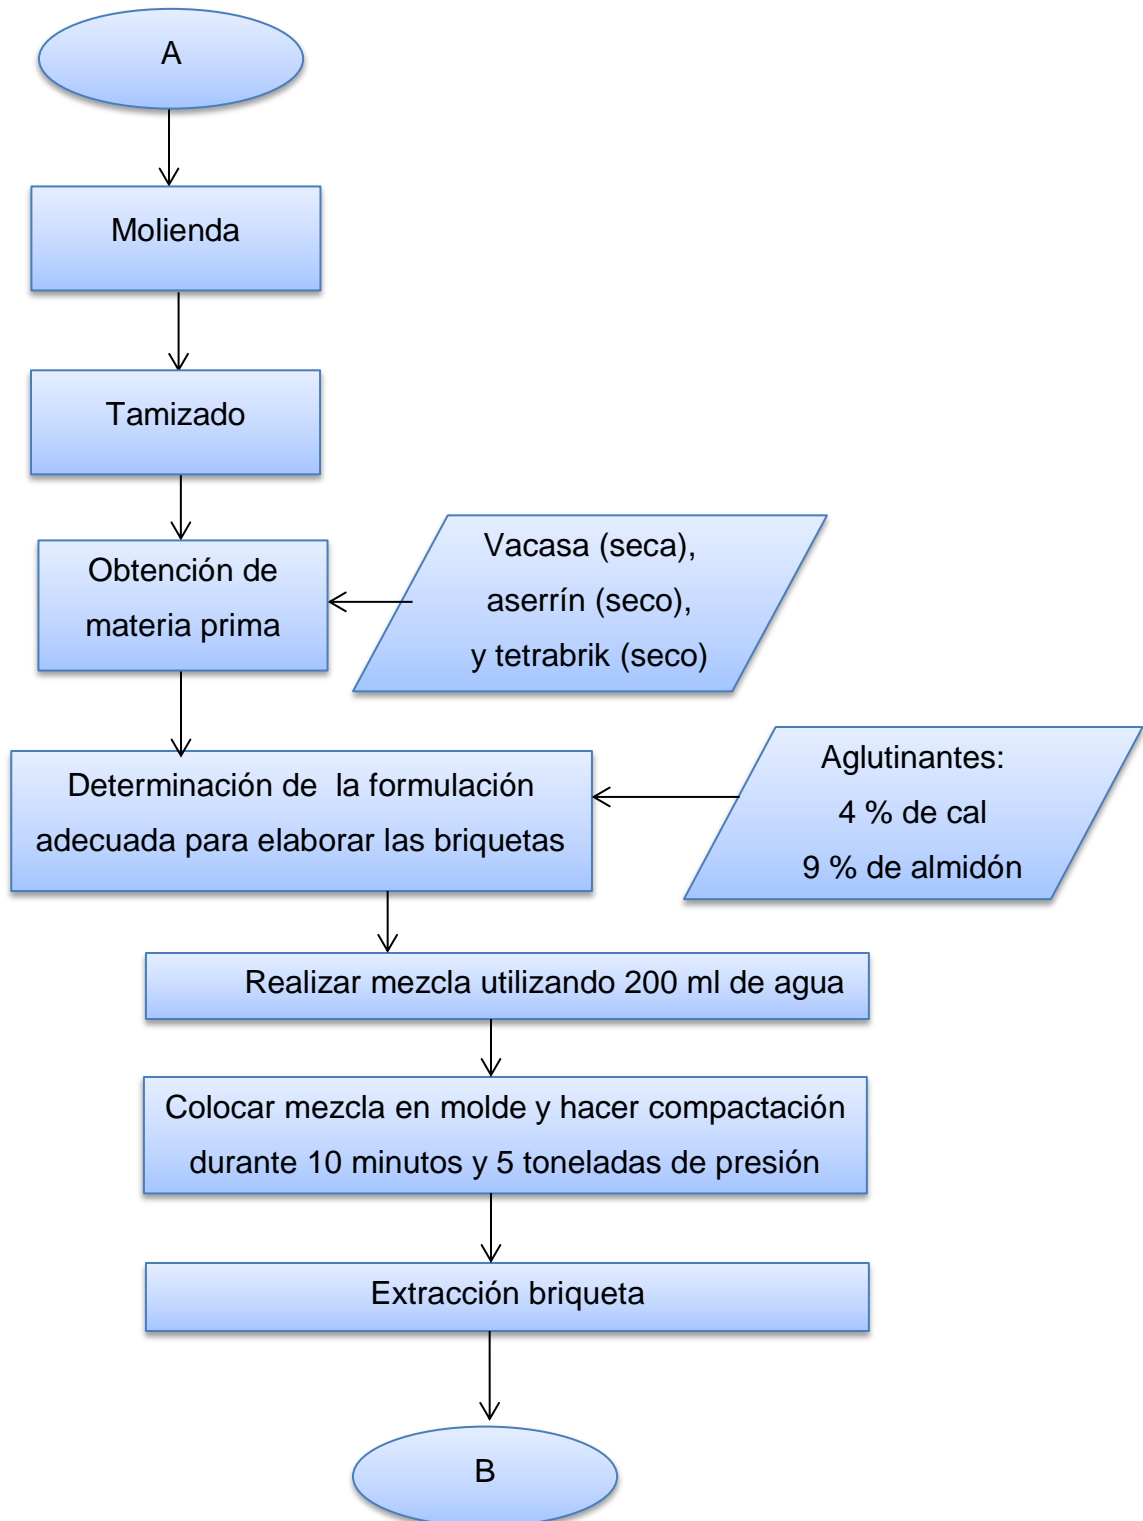 A
Molienda
Tamizado
Obtención de
materia prima
Vacasa (seca),
aserrín (seco),
y tetrabrik (seco)
Determinación de la formulación
adecuada para elaborar las briquetas
Aglutinantes:
4 % de cal
9 % de almidón
Realizar mezcla utilizando 200 ml de agua
Colocar mezcla en molde y hacer compactación
durante 10 minutos y 5 toneladas de presión
Extracción briqueta
B